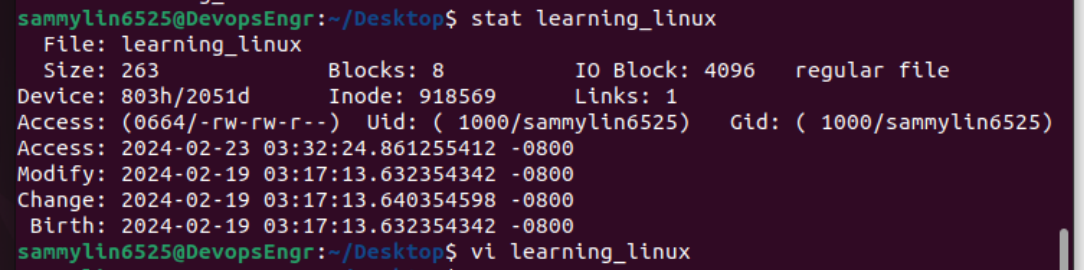 sammylin6525@DevopsEngr:~/Desktop$ stat learning_linux
  File: learning_linux
  Size: 263             Blocks: 8          IO Block: 4096   regular file
Device: 803h/2051d      Inode: 918569      Links: 1
Access: (0664/-rw-rw-r--)  Uid: ( 1000/sammylin6525)   Gid: ( 1000/sammylin6525)
Access: 2024-02-23 03:32:24.861255412 -0800
Modify: 2024-02-19 03:17:13.632354342 -0800
Change: 2024-02-19 03:17:13.640354598 -0800
 Birth: 2024-02-19 03:17:13.632354342 -0800
sammylin6525@DevopsEngr:~/Desktop$ vi learning_linux